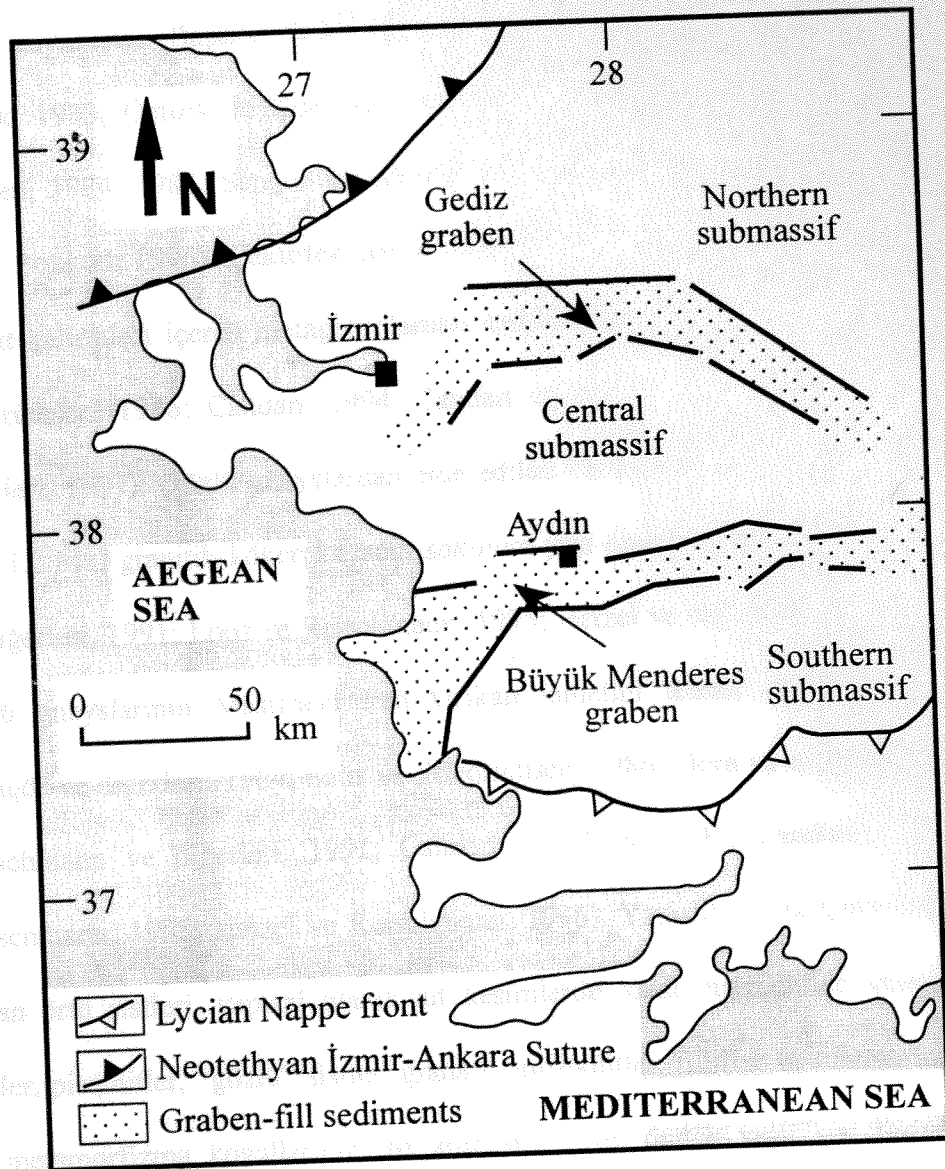 27
28
39
N
Gediz
graben
Northern
submassif
İzmir
Central
submassif
38
Aydın
AEGEAN
SEA
0 50
km
Büyük Menderes
graben
Southern
submassif
37
Lycian Nappe front
Neotethyan İzmir-Ankara Suture
Graben-fill sediments
MEDITERRANEAN SEA